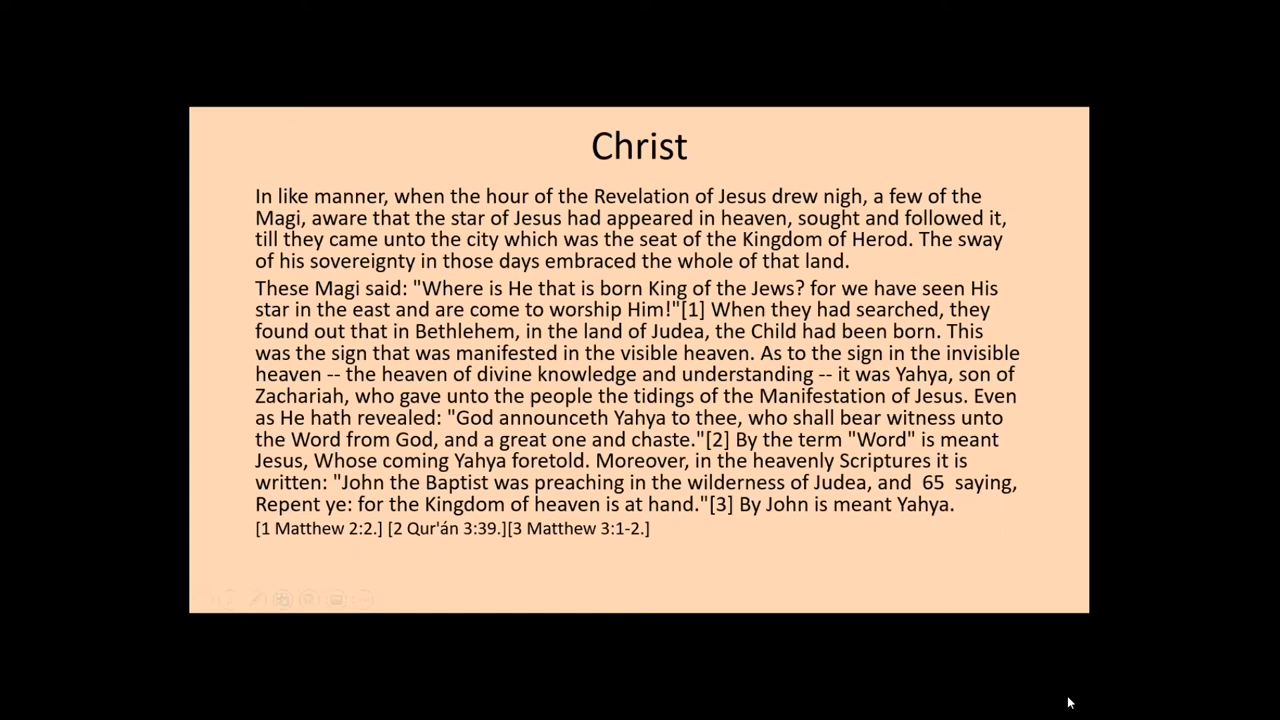 Christ
In like manner, when the hour of the Revelation of Jesus drew nigh, a few of the
Magi, aware that the star of Jesus had appeared in heaven, sought and followed it,
till they came unto the city which was the seat of the Kingdom of Herod. The sway
of his sovereignty in those days embraced the whole of that land.
These Magi said: "Where is He that is born King of the Jews? for we have seen His
star in the east and are come to worship Him!"[1] When they had searched, they
found out that in Bethlehem, in the land of Judea, the Child had been born. This
was the sign that was manifested in the visible heaven. As to the sign in the invisible
heaven -- the heaven of divine knowledge and understanding -- it was Yahya, son of
Zachariah, who gave unto the people the tidings of the Manifestation of Jesus. Even
as He hath revealed: "God announceth Yahya to thee, who shall bear witness unto
the Word from God, and a great one and chaste."[2] By the term "Word" is meant
Jesus, Whose coming Yahya foretold. Moreover, in the heavenly Scriptures it is
written: "John the Baptist was preaching in the wilderness of Judea, and  65  saying,
Repent ye: for the Kingdom of heaven is at hand."[3] By John is meant Yahya.
[1 Matthew 2:2.] [2 Qur'án 3:39.][3 Matthew 3:1-2.]